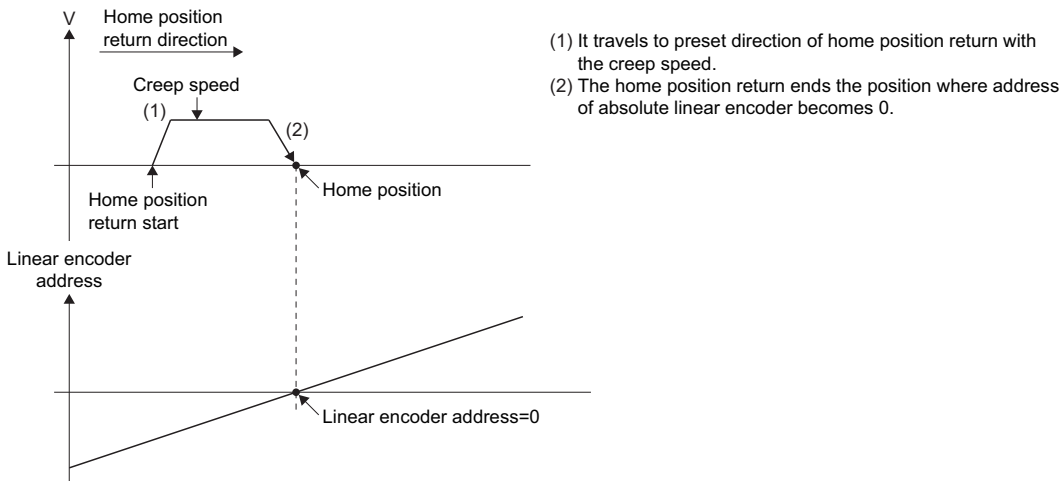 V
Home position
return direction
Creep speed
(1)
(2)
Home position
Home position
return start
Linear encoder
address
Linear encoder address=0
(1) It travels to preset direction of home position return with
the creep speed.
(2) The home position return ends the position where address
of absolute linear encoder becomes 0.